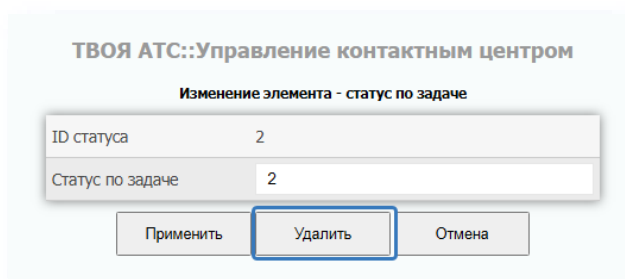 ТВОЯ АТС::Управление контактным центром
Изменение элемента - статус по задаче
ID статуса 2
Статус по задаче 2
Применить Удалить Отмена